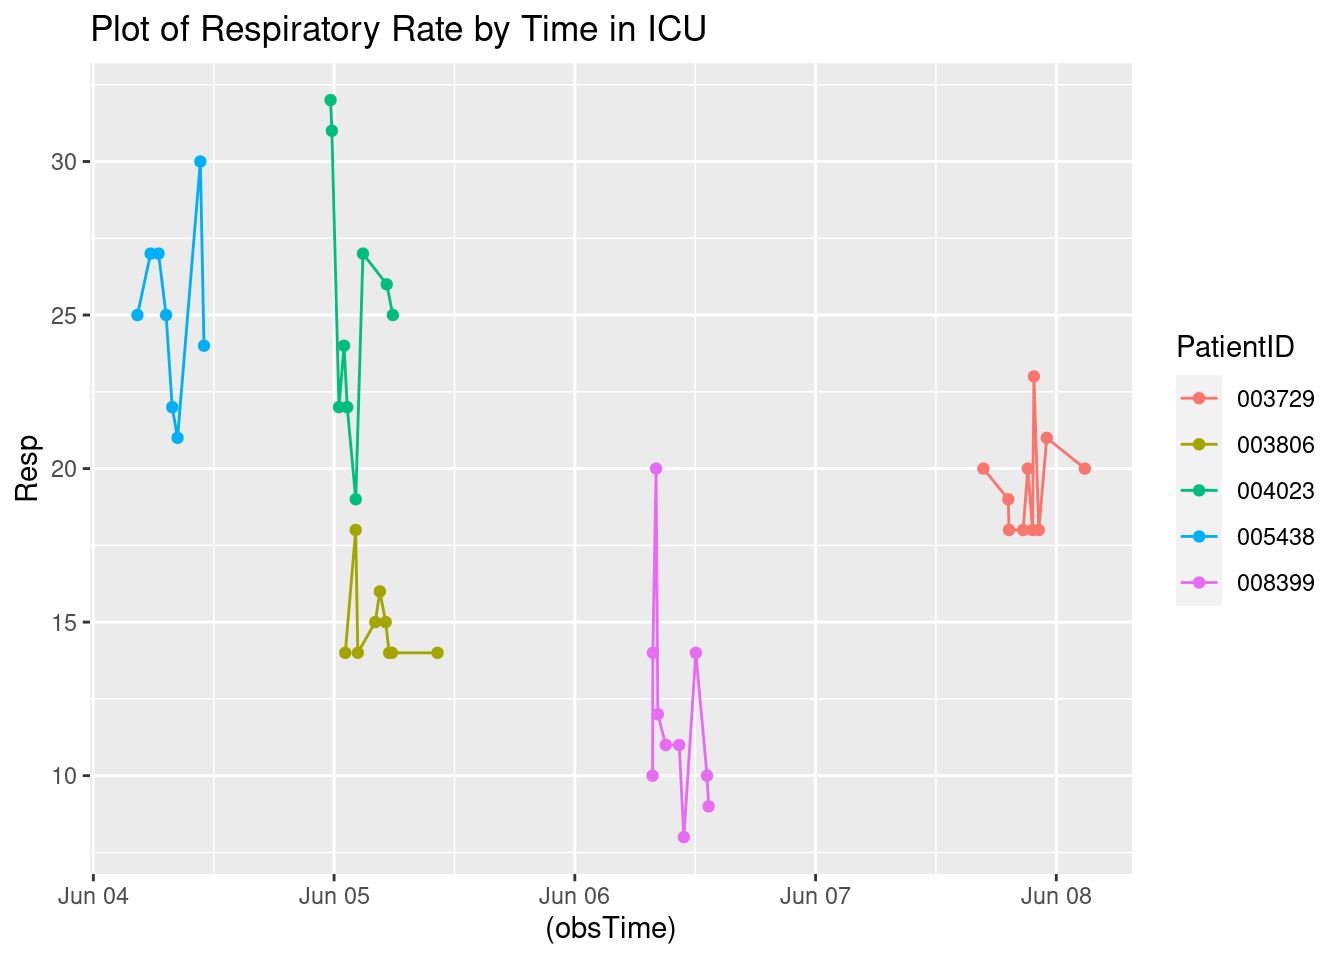 Plot of Respiratory Rate by Time in ICU
30
25
20
15
10
Resp
Jun 04
Jun 05
Jun 06
Jun 07
Jun 08
(obsTime)
PatientID
003729
003806
004023
005438
008399